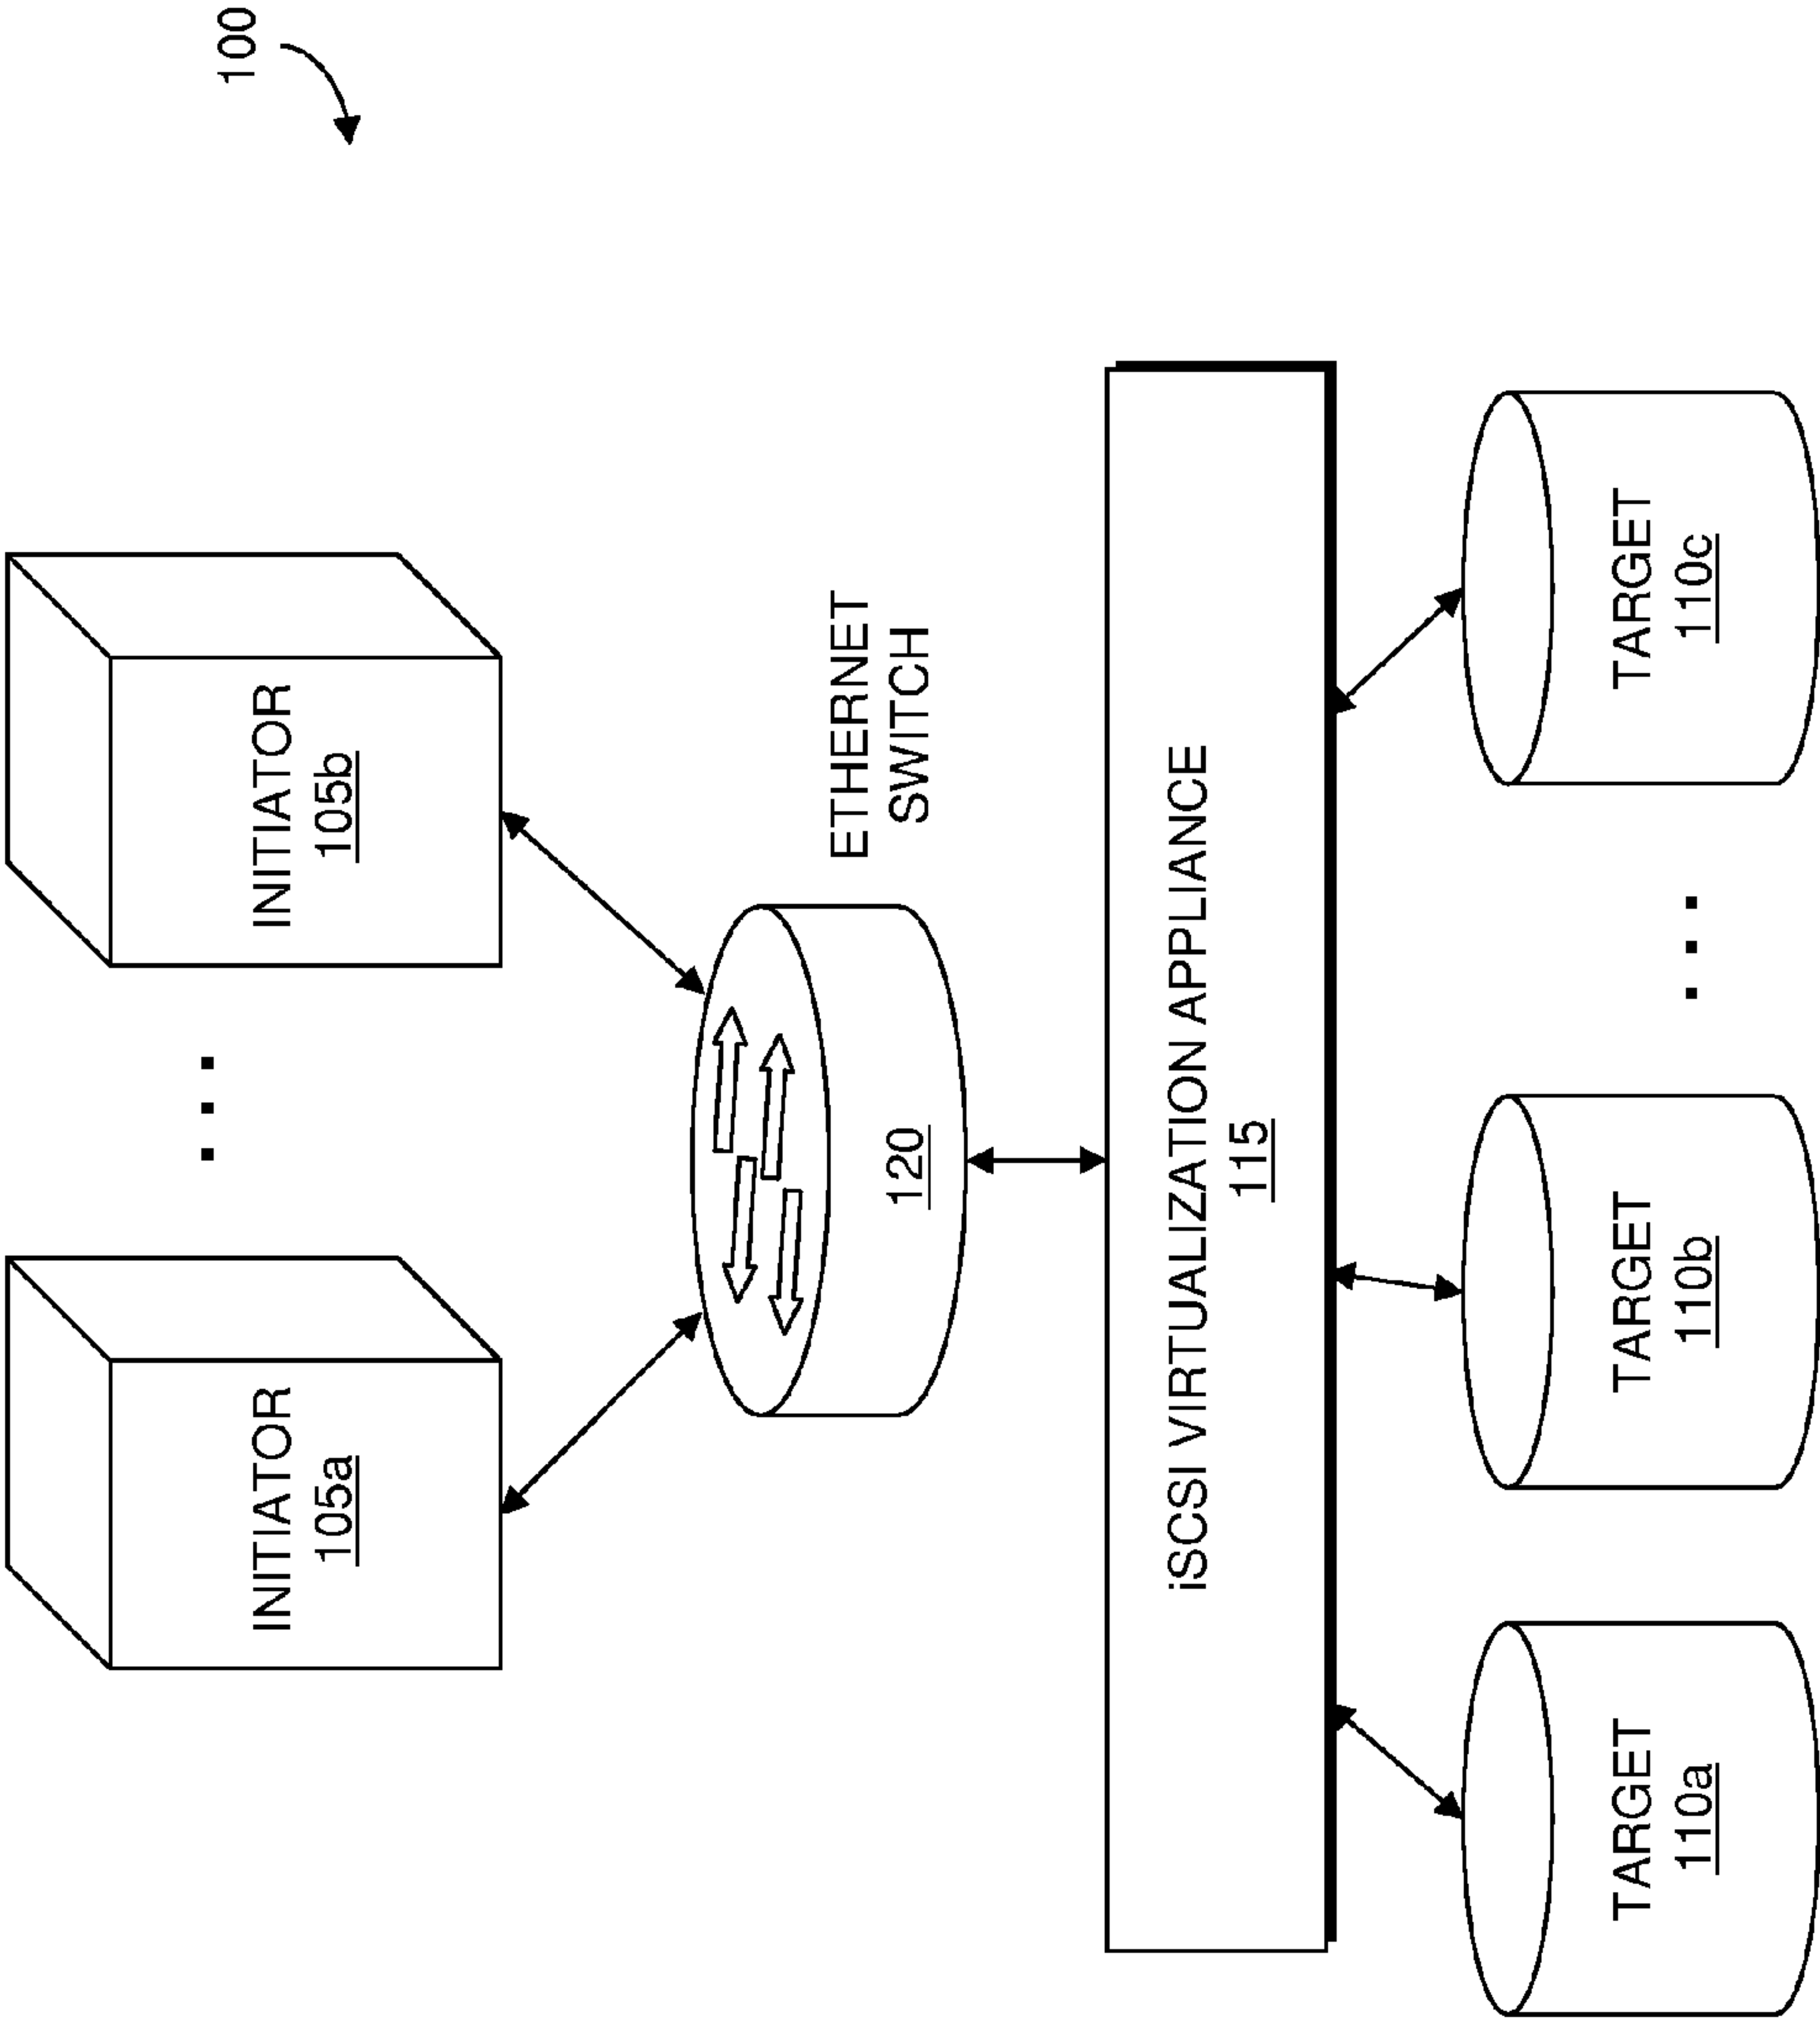 100
INITIATOR
105a
INITIATOR
105b
ETHERNET
SWITCH
120
iSCSI VIRTUALIZATION APPLIANCE
115
TARGET
110a
TARGET
110b
TARGET
110c